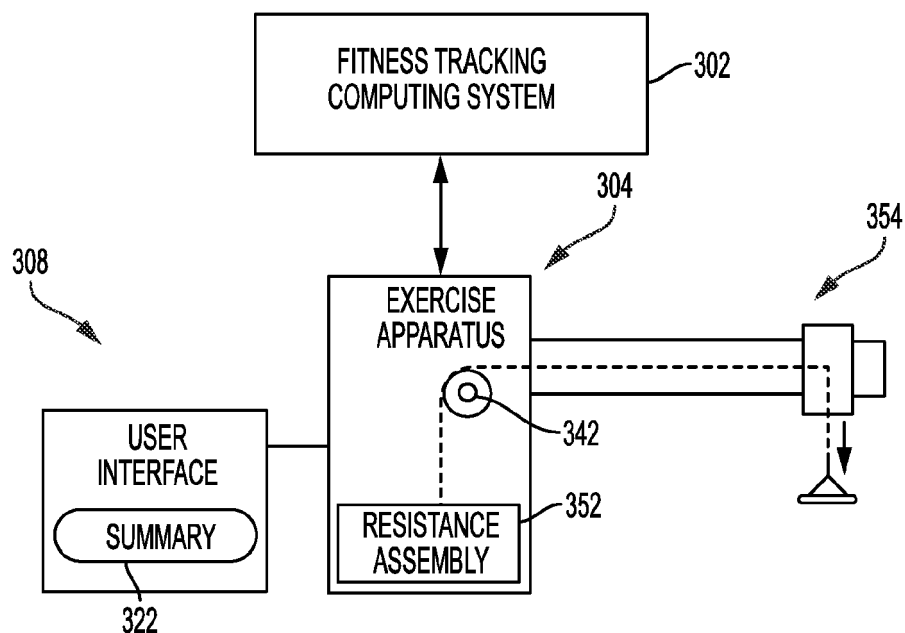 FITNESS TRACKING
COMPUTING SYSTEM
302
304
354
308
EXERCISE
APPARATUS
342
USER
INTERFACE
352
SUMMARY
RESISTANCE
ASSEMBLY
322